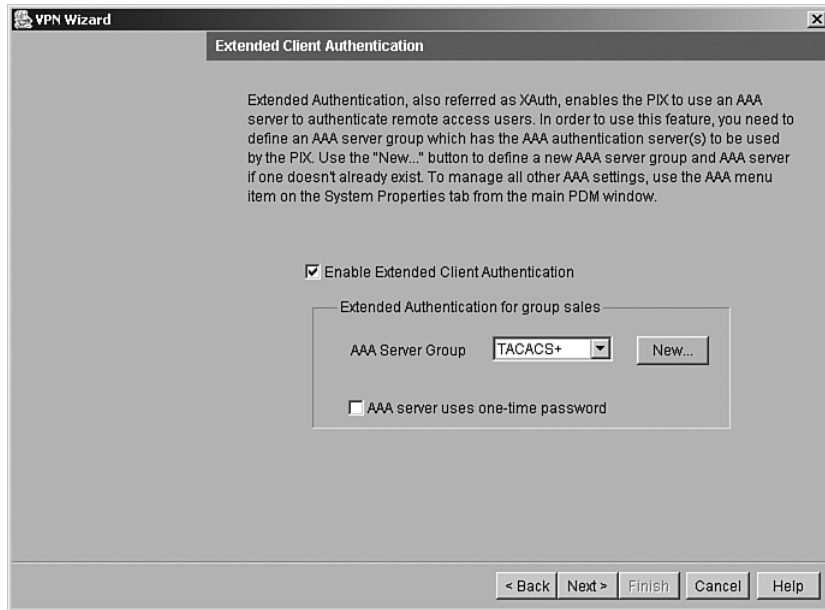 VPN Wizard
Extended Client Authentication
Extended Authentication, also referred as XAuth, enables the PIX to use an AAA
server to authenticate remote access users. In order to use this feature, you need to
define an AAA server group which has the AAA authentication server(s) to be used
by the PIX. Use the "New..." button to define a new AAA server group and AAA server
if one doesn't already exist. To manage all other AAA settings, use the AAA menu
item on the System Properties tab from the main PDM window.
Enable Extended Client Authentication
Extended Authentication for group sales
AAA Server Group TACACS+ New...
AAA server uses one-time password
< Back Next > Finish Cancel Help